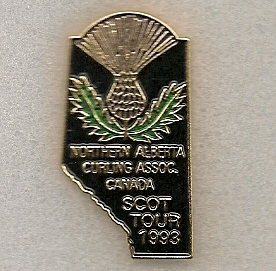 NORTHERN ALBERTA
CURLING ASSOC.
CANADA
SCOT
TOUR
1993